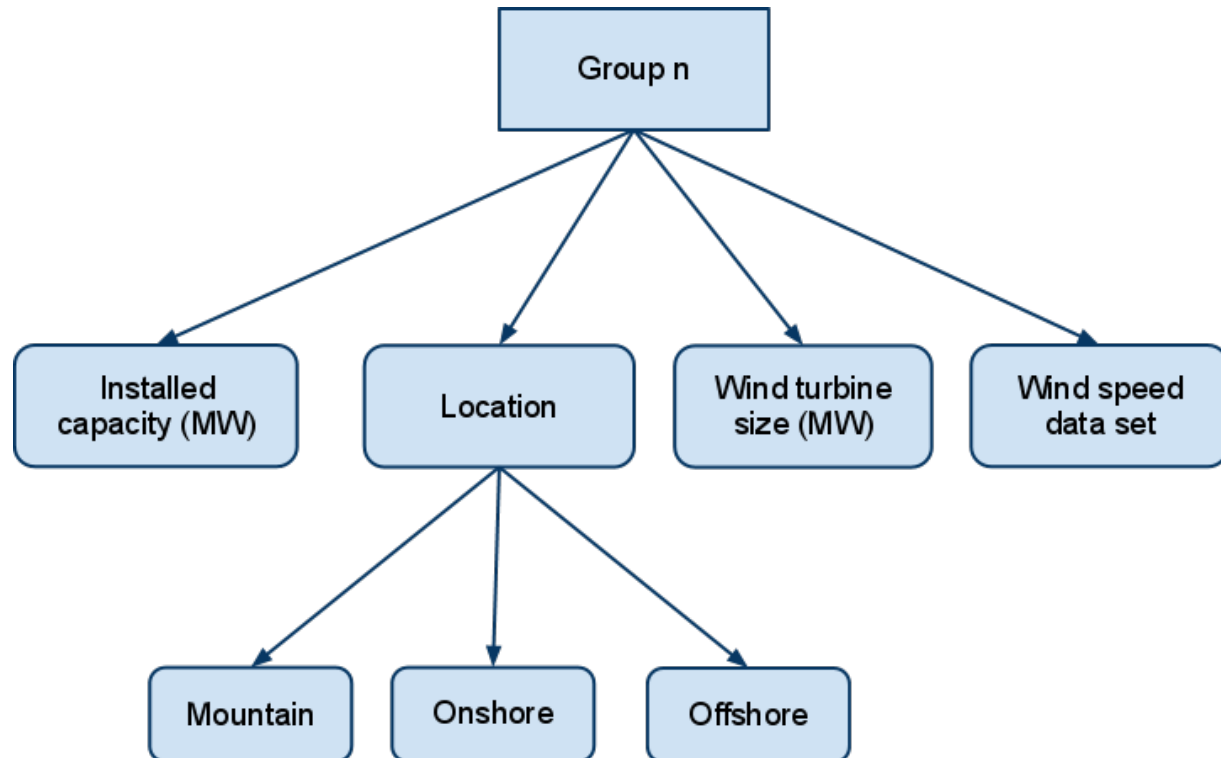 Group n
Installed
capacity (MW)
Location
Wind turbine
size (MW)
Wind speed
data set
Mountain
Onshore
Offshore